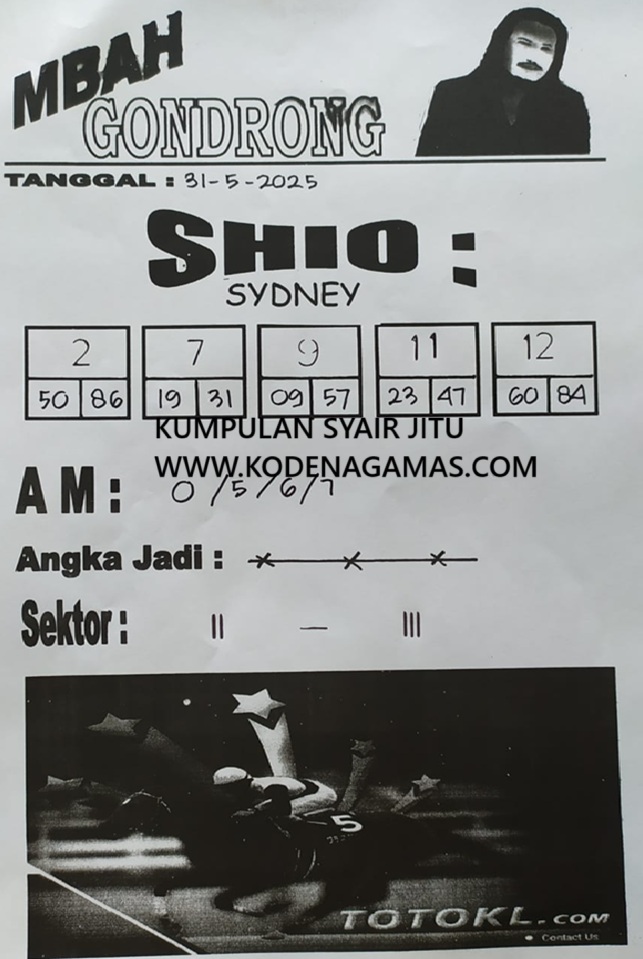 MBAH
GONDRONG
TANGGAL : 31-5-2025
SHIO :
SYDNEY
2 7 9 11 12
50 86 19 31 09 57 23 47 60 84
KUMPULAN SYAIR JITU
WWW.KODENAGAMAS.COM
AM : 0/5/6/7
Angka Jadi : x x x
Sektor : II — III
5
TOTOKL.COM
Contact Us